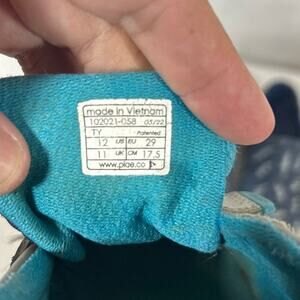 made in Vietnam
102021-058 05/22
TY Patented
12 US EU 29
11 UK CM 17.5
www.plae.co